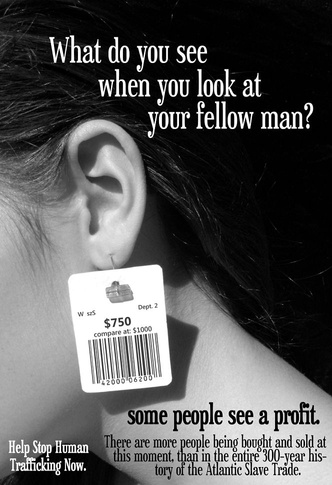 What do you see
when you look at
your fellow man?
W szS Dept. 2
$750
compare at: $1000
42000 06200
some people see a profit.
Help Stop Human
Trafficking Now.
There are more people being bought and sold at
this moment, than in the entire 300-year his-
tory of the Atlantic Slave Trade.